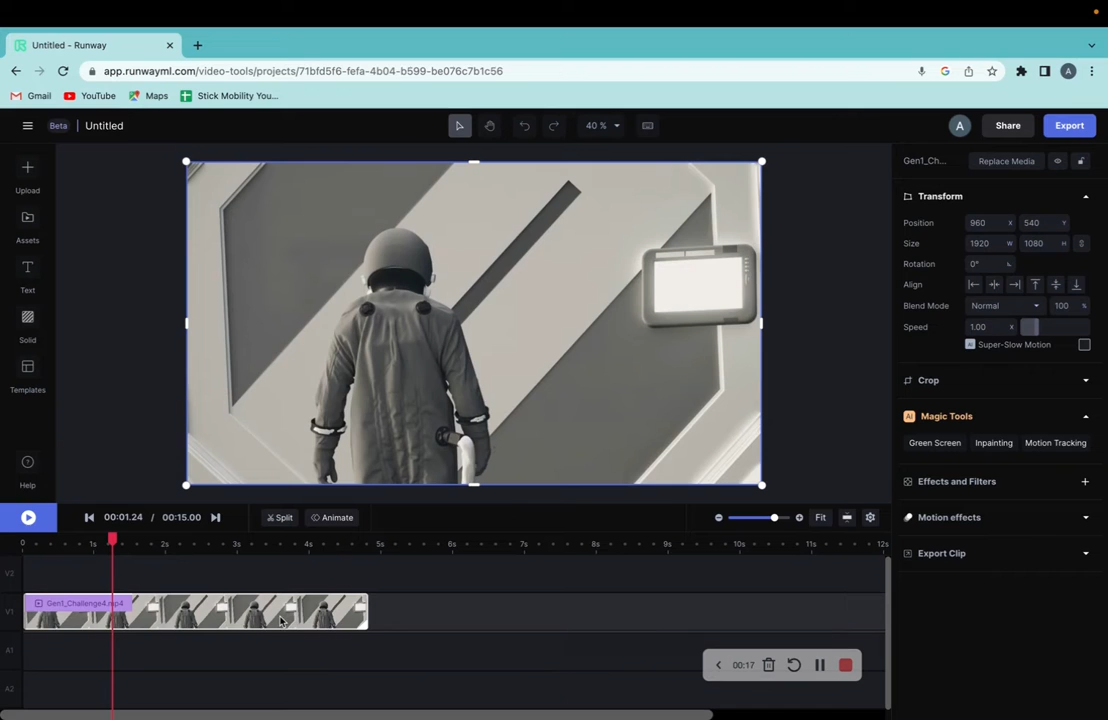 Untitled - Runway
app.runwayml.com/video-tools/projects/71bfd5f6-fefa-4b04-b599-be076c7b1c56
A
Gmail
YouTube
Maps
Stick Mobility You...
Beta
Untitled
40 %
A
Share
Export
Upload
Assets
Text
Solid
Templates
Help
Gen1_Ch...
Replace Media
Transform
Position 960 X 540 Y
Size 1920 W 1080 H
Rotation 0°
Align
Blend Mode Normal 100 %
Speed 1.00 X
AI Super-Slow Motion
Crop
AI Magic Tools
Green Screen Inpainting Motion Tracking
Effects and Filters
Motion effects
Export Clip
00:01.24 / 00:15.00
Split
Animate
Fit
0 1s 2s 3s 4s 5s 6s 7s 8s 9s 10s 11s 12s
V2
V1
Gen1_Challenge4.mp4
A1
A2
00:17